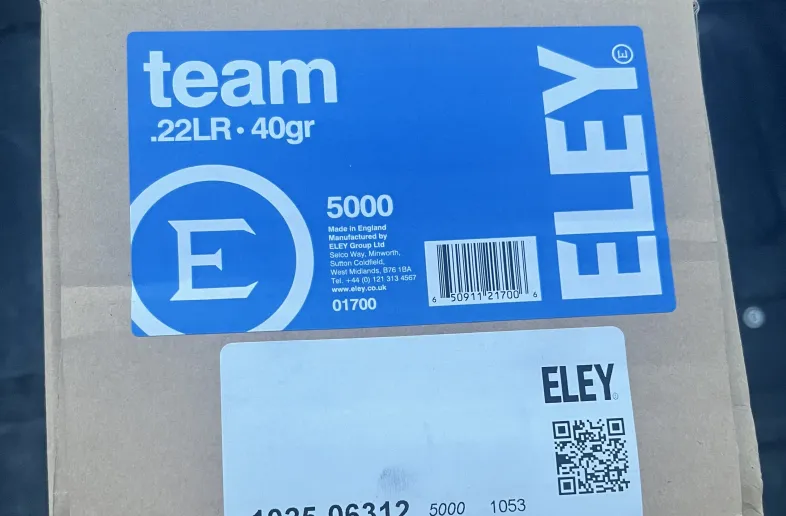 team
.22LR • 40gr
ELEY
E
E
5000
Made in England
Manufactured by
ELEY Group Ltd
Selco Way, Minworth,
Sutton Coldfield,
West Midlands, B76 1BA
Tel. +44 (0) 121 313 4567
www.eley.co.uk
01700
6 50911 21700 6
ELEY
1025-06312 5000 1053